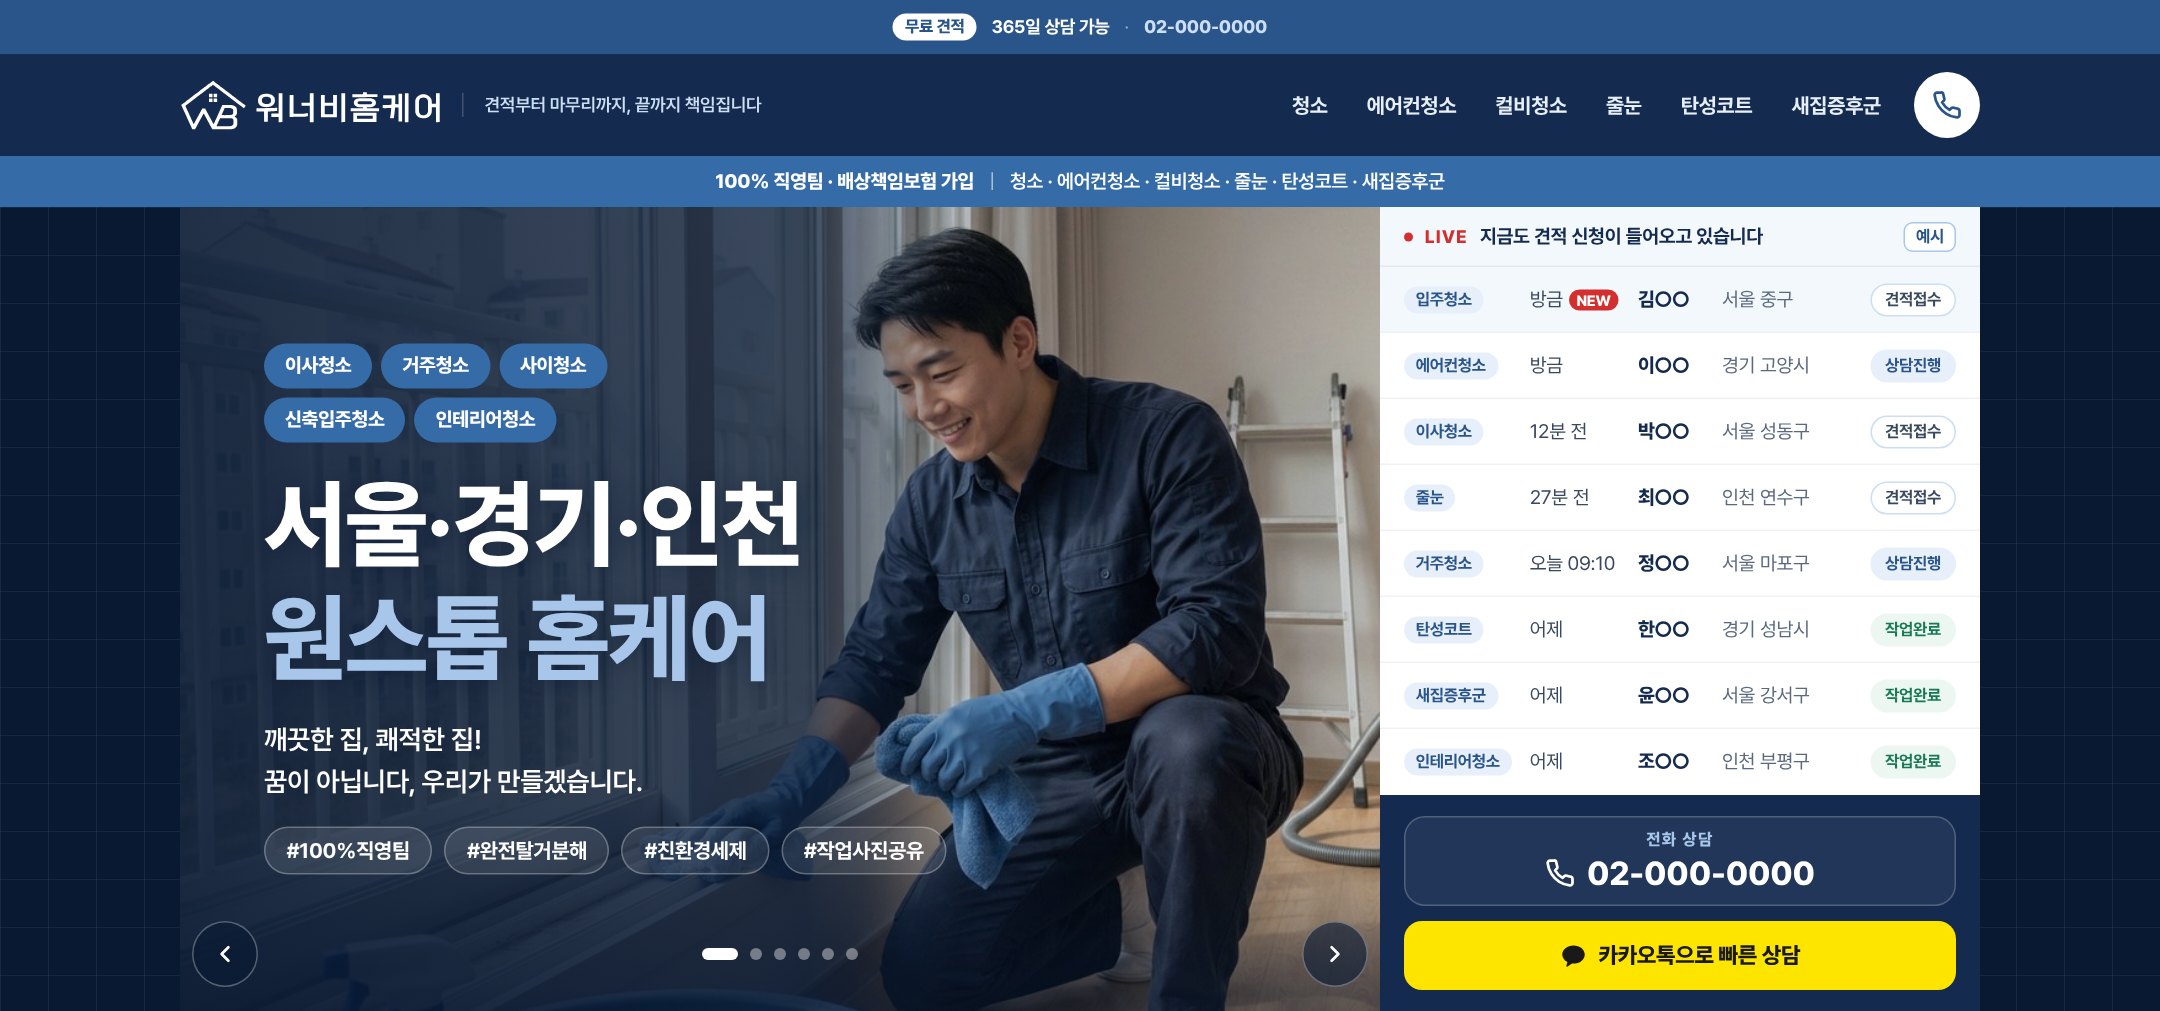 무료 견적 365일 상담 가능 · 02-000-0000
WB 워너비홈케어 견적부터 마무리까지, 끝까지 책임집니다
청소 에어컨청소 컬비청소 줄눈 탄성코트 새집증후군
100% 직영팀 · 배상책임보험 가입 | 청소 · 에어컨청소 · 컬비청소 · 줄눈 · 탄성코트 · 새집증후군
이사청소 거주청소 사이청소
신축입주청소 인테리어청소
서울·경기·인천
원스톱 홈케어
깨끗한 집, 쾌적한 집!
꿈이 아닙니다, 우리가 만들겠습니다.
#100%직영팀 #완전탈거분해 #친환경세제 #작업사진공유
LIVE 지금도 견적 신청이 들어오고 있습니다 예시
입주청소 방금 NEW 김○○ 서울 중구 견적접수
에어컨청소 방금 이○○ 경기 고양시 상담진행
이사청소 12분 전 박○○ 서울 성동구 견적접수
줄눈 27분 전 최○○ 인천 연수구 견적접수
거주청소 오늘 09:10 정○○ 서울 마포구 상담진행
탄성코트 어제 한○○ 경기 성남시 작업완료
새집증후군 어제 윤○○ 서울 강서구 작업완료
인테리어청소 어제 조○○ 인천 부평구 작업완료
전화 상담
02-000-0000
카카오톡으로 빠른 상담